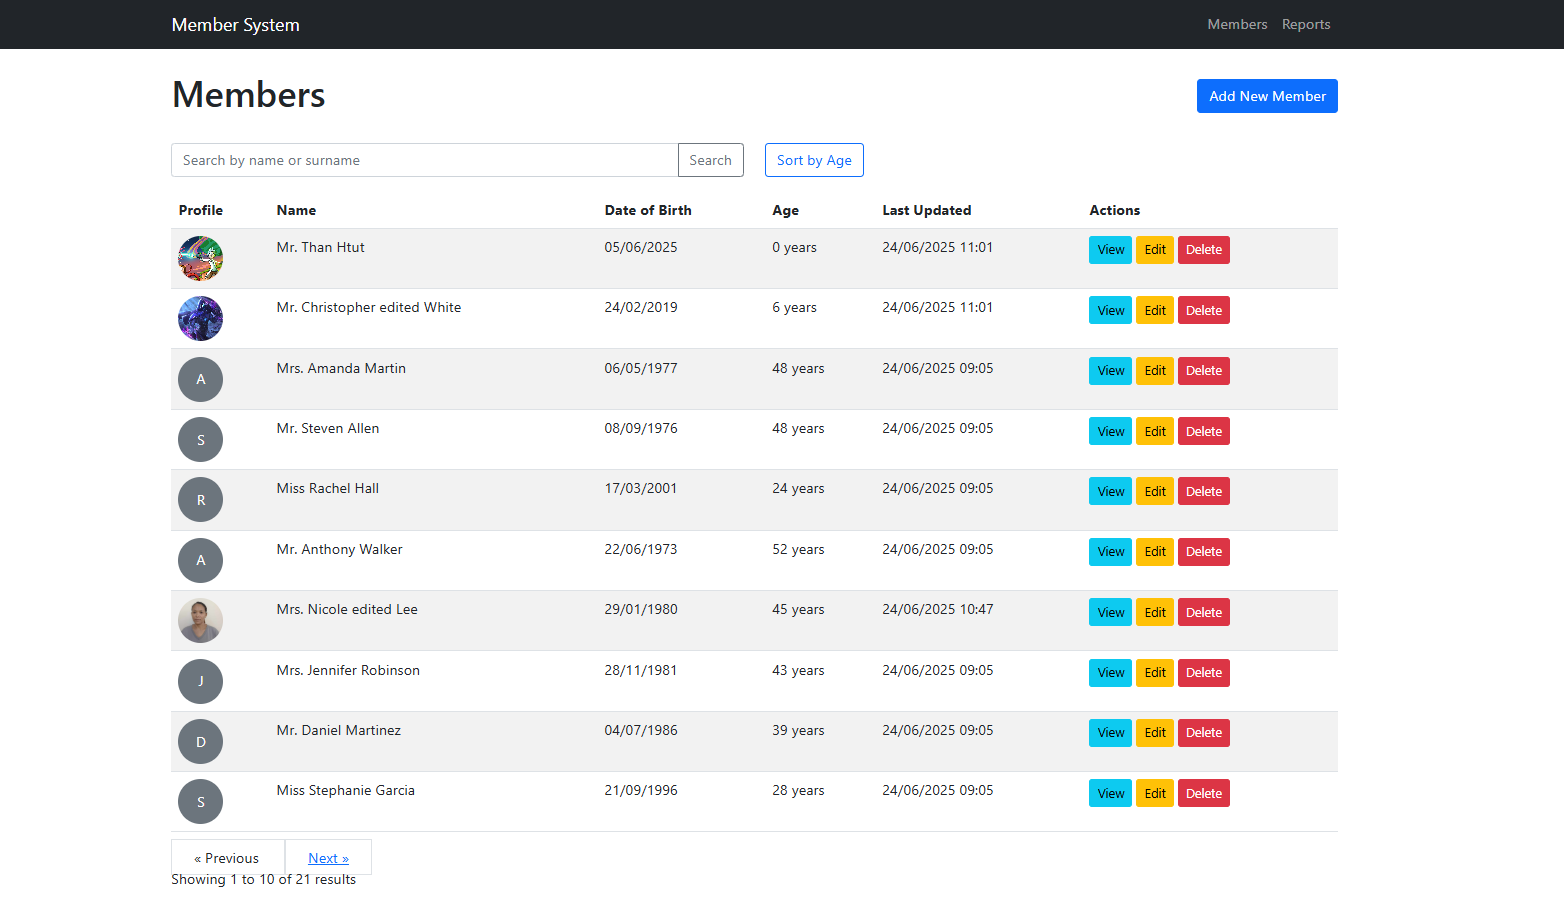 Member System Members Reports
Members Add New Member
Search by name or surname Search Sort by Age
Profile Name Date of Birth Age Last Updated Actions
Mr. Than Htut 05/06/2025 0 years 24/06/2025 11:01 View Edit Delete
Mr. Christopher edited White 24/02/2019 6 years 24/06/2025 11:01 View Edit Delete
A Mrs. Amanda Martin 06/05/1977 48 years 24/06/2025 09:05 View Edit Delete
S Mr. Steven Allen 08/09/1976 48 years 24/06/2025 09:05 View Edit Delete
R Miss Rachel Hall 17/03/2001 24 years 24/06/2025 09:05 View Edit Delete
A Mr. Anthony Walker 22/06/1973 52 years 24/06/2025 09:05 View Edit Delete
Mrs. Nicole edited Lee 29/01/1980 45 years 24/06/2025 10:47 View Edit Delete
J Mrs. Jennifer Robinson 28/11/1981 43 years 24/06/2025 09:05 View Edit Delete
D Mr. Daniel Martinez 04/07/1986 39 years 24/06/2025 09:05 View Edit Delete
S Miss Stephanie Garcia 21/09/1996 28 years 24/06/2025 09:05 View Edit Delete
« Previous Next »
Showing 1 to 10 of 21 results